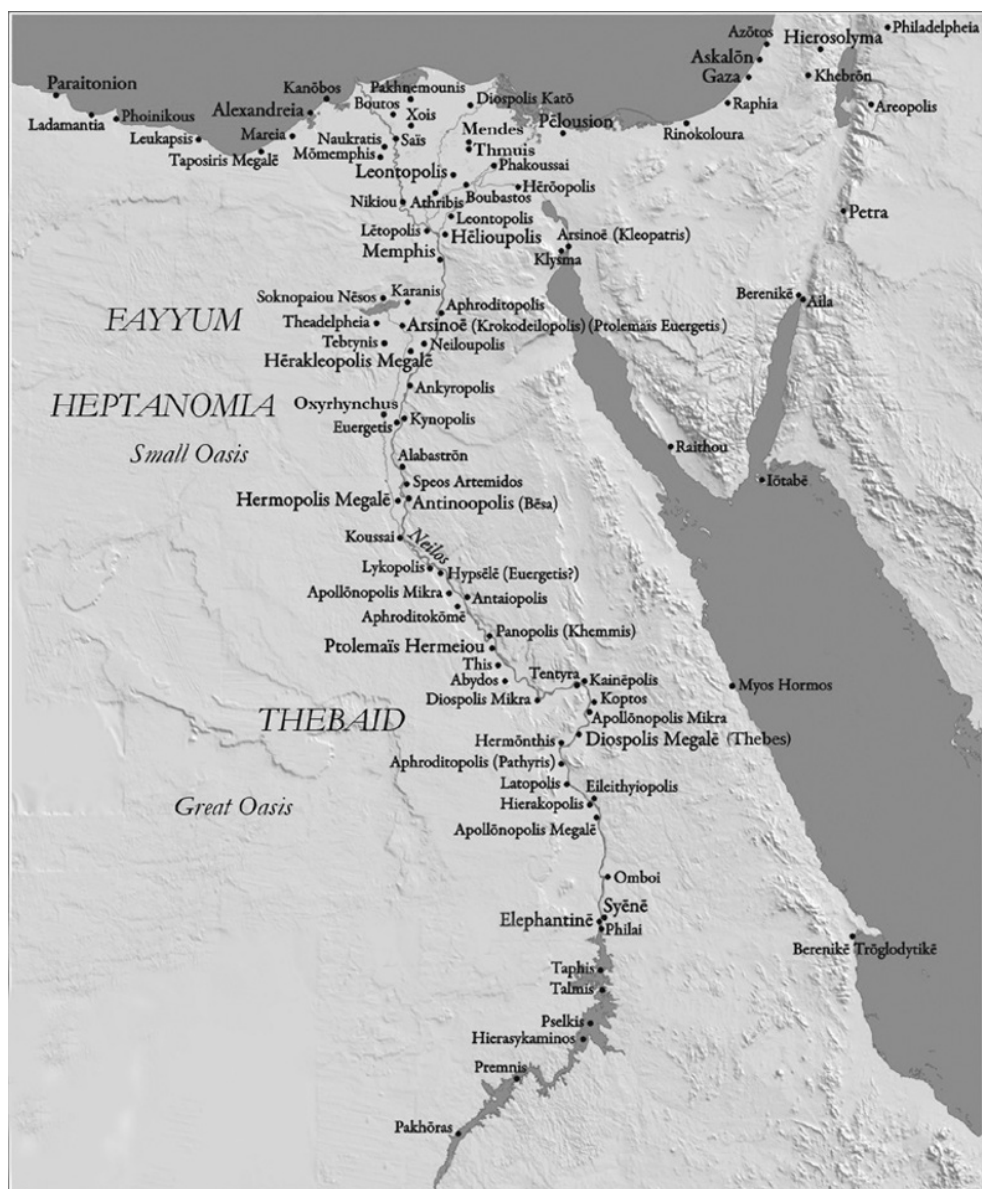 Philadelpheia
Azōtos
Hierosolyma
Askalōn
Gaza
Khebrōn
Paraitonion
Kanōbos
Pakhnemounis
Boutos
Diospolis Katō
Raphia
Areopolis
Alexandreia
Xois
Ladamantia
Phoinikous
Pēlousion
Rinokoloura
Leukapsis
Mareia
Naukratis
Saïs
Mendes
Taposiris Megalē
Mōmemphis
Thmuis
Leontopolis
Phakoussai
Hērōopolis
Boubastos
Nikiou
Athribis
Leontopolis
Petra
Lētopolis
Hēlioupolis
Arsinoē (Kleopatris)
Memphis
Klysma
Soknopaiou Nēsos
Karanis
Berenikē
Aila
Aphroditopolis
FAYYUM
Theadelpheia
Arsinoē (Krokodeilopolis) (Ptolemaïs Euergetis)
Tebtynis
Neiloupolis
Hērakleopolis Megalē
Ankyropolis
HEPTANOMIA
Oxyrhynchus
Kynopolis
Euergetis
Small Oasis
Raithou
Alabastrōn
Iōtabē
Speos Artemidos
Hermopolis Megalē
Antinoopolis (Bēsa)
Koussai
Neilos
Lykopolis
Hypsēlē (Euergetis?)
Apollōnopolis Mikra
Antaiopolis
Aphroditokōmē
Panopolis (Khemmis)
Ptolemaïs Hermeiou
This
Tentyra
Kainēpolis
Abydos
Myos Hormos
Diospolis Mikra
Koptos
THEBAID
Apollōnopolis Mikra
Hermōnthis
Diospolis Megalē (Thebes)
Aphroditopolis (Pathyris)
Latopolis
Eileithyiopolis
Great Oasis
Hierakopolis
Apollōnopolis Megalē
Omboi
Syēnē
Elephantinē
Philai
Berenikē Trōglodytikē
Taphis
Talmis
Pselkis
Hierasykaminos
Premnis
Pakhōras